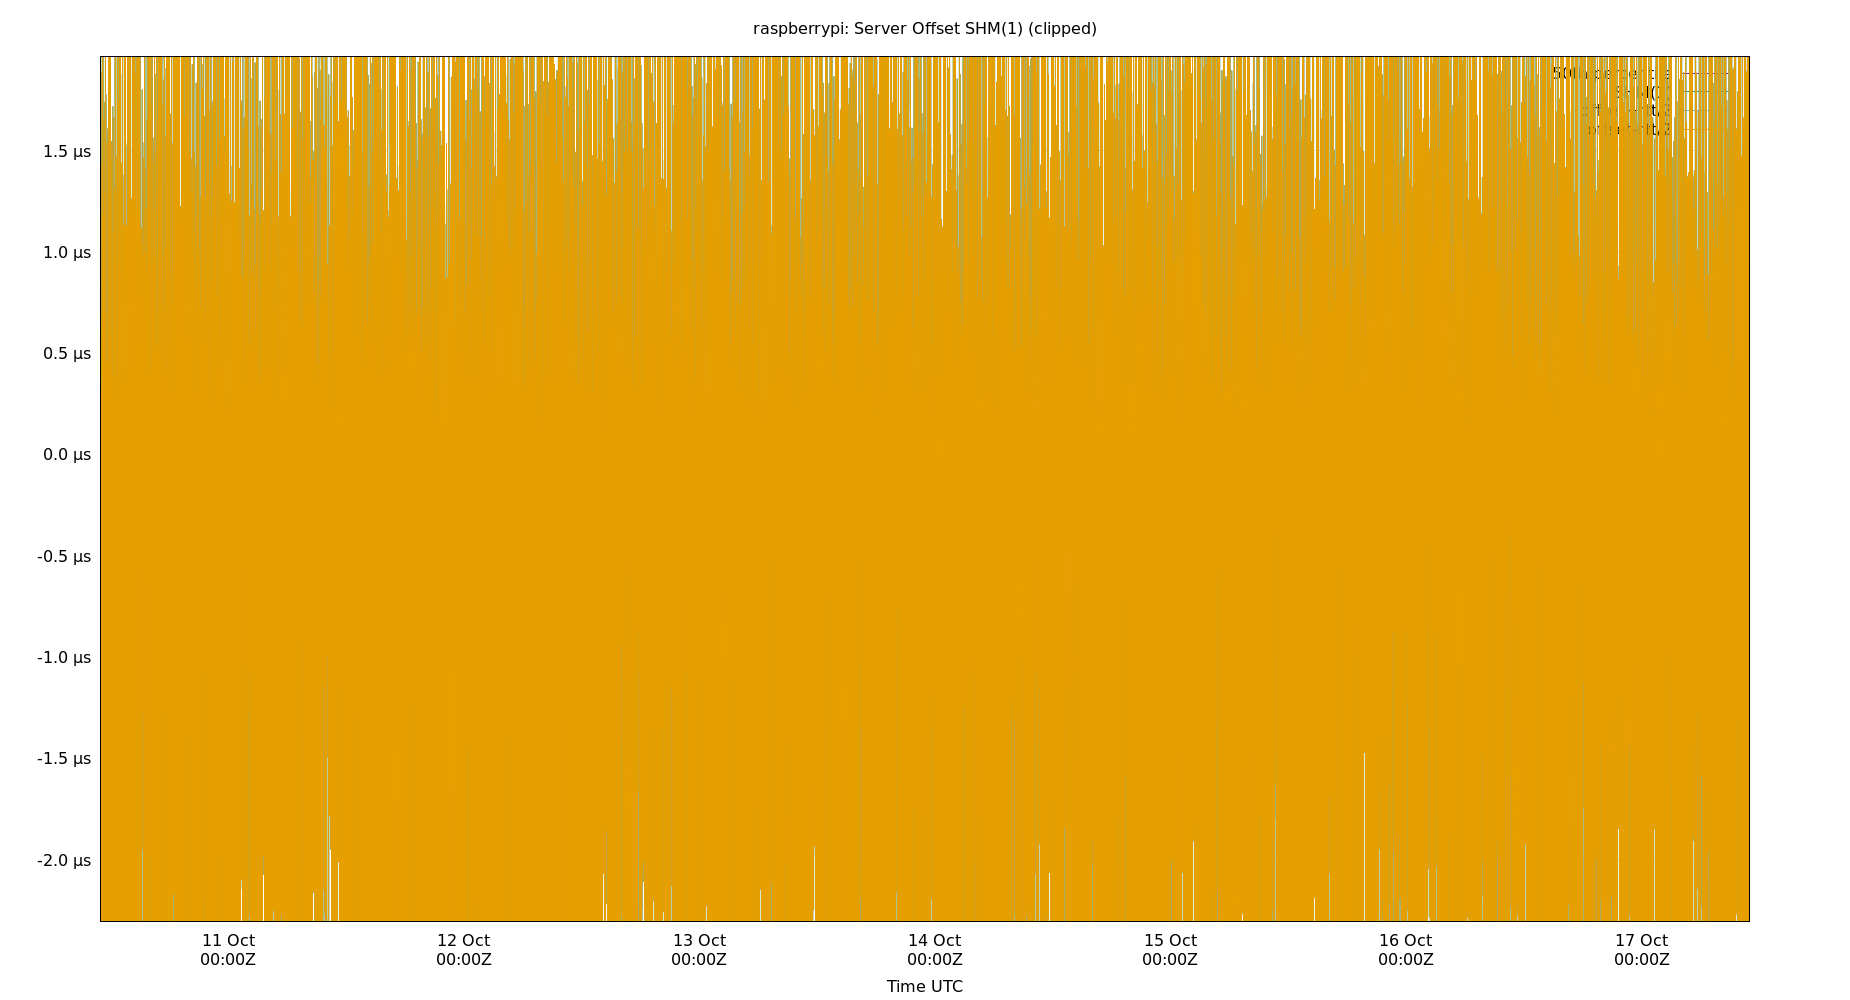 raspberrypi: Server Offset SHM(1) (clipped)
1.5 µs
1.0 µs
0.5 µs
0.0 µs
-0.5 µs
-1.0 µs
-1.5 µs
-2.0 µs
11 Oct 12 Oct 13 Oct 14 Oct 15 Oct 16 Oct 17 Oct
00:00Z 00:00Z 00:00Z 00:00Z 00:00Z 00:00Z 00:00Z
Time UTC